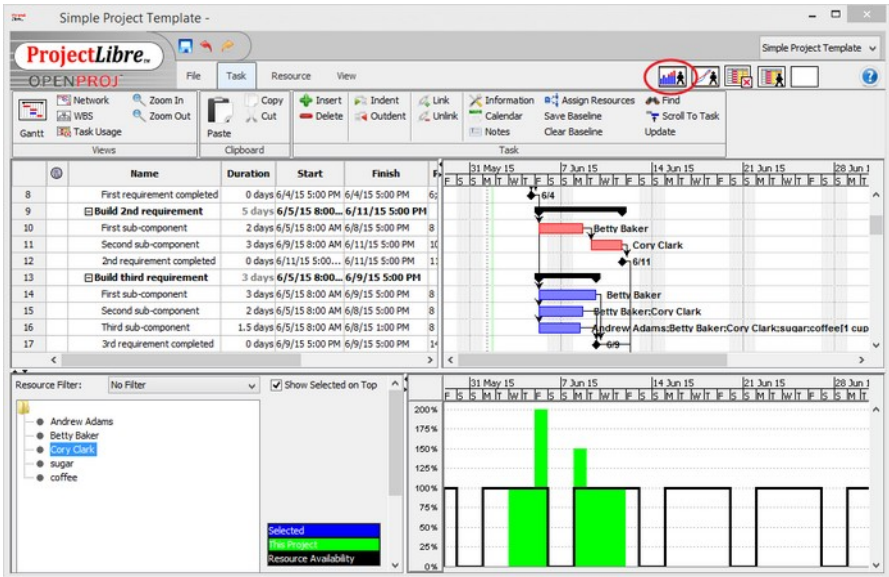 Simple Project Template -
ProjectLibre™
OPENPROJ
File Task Resource View
Simple Project Template
Network Zoom In Copy Insert Indent Link Information Assign Resources Find
WBS Zoom Out Cut Delete Outdent Unlink Calendar Save Baseline Scroll To Task
Gantt Task Usage Paste Notes Clear Baseline Update
Views Clipboard Task
Name Duration Start Finish
31 May 15 7 Jun 15 14 Jun 15 21 Jun 15 28 Jun 1
F S S M T W T F S S M T W T F S S M T W T F S S M T W T F S S M T
8 First requirement completed 0 days 6/4/15 5:00 PM 6/4/15 5:00 PM 6; 6/4
9 Build 2nd requirement 5 days 6/5/15 8:00... 6/11/15 5:00 PM
10 First sub-component 2 days 6/5/15 8:00 AM 6/8/15 5:00 PM 8 Betty Baker
11 Second sub-component 3 days 6/9/15 8:00 AM 6/11/15 5:00 PM 10 Cory Clark
12 2nd requirement completed 0 days 6/11/15 5:00... 6/11/15 5:00 PM 11 6/11
13 Build third requirement 3 days 6/5/15 8:00... 6/9/15 5:00 PM
14 First sub-component 3 days 6/5/15 8:00 AM 6/9/15 5:00 PM 8 Betty Baker
15 Second sub-component 2 days 6/5/15 8:00 AM 6/8/15 5:00 PM 8 Betty Baker;Cory Clark
16 Third sub-component 1.5 days 6/5/15 8:00 AM 6/8/15 1:00 PM 8 Andrew Adams;Betty Baker;Cory Clark;sugar;coffee[1 cup
17 3rd requirement completed 0 days 6/9/15 5:00 PM 6/9/15 5:00 PM 14 6/9
Resource Filter: No Filter Show Selected on Top
Andrew Adams
Betty Baker
Cory Clark
sugar
coffee
Selected
This Project
Resource Availability
31 May 15 7 Jun 15 14 Jun 15 21 Jun 15 28 Jun 1
F S S M T W T F S S M T W T F S S M T W T F S S M T W T F S S M T
200%
175%
150%
125%
100%
75%
50%
25%
0%